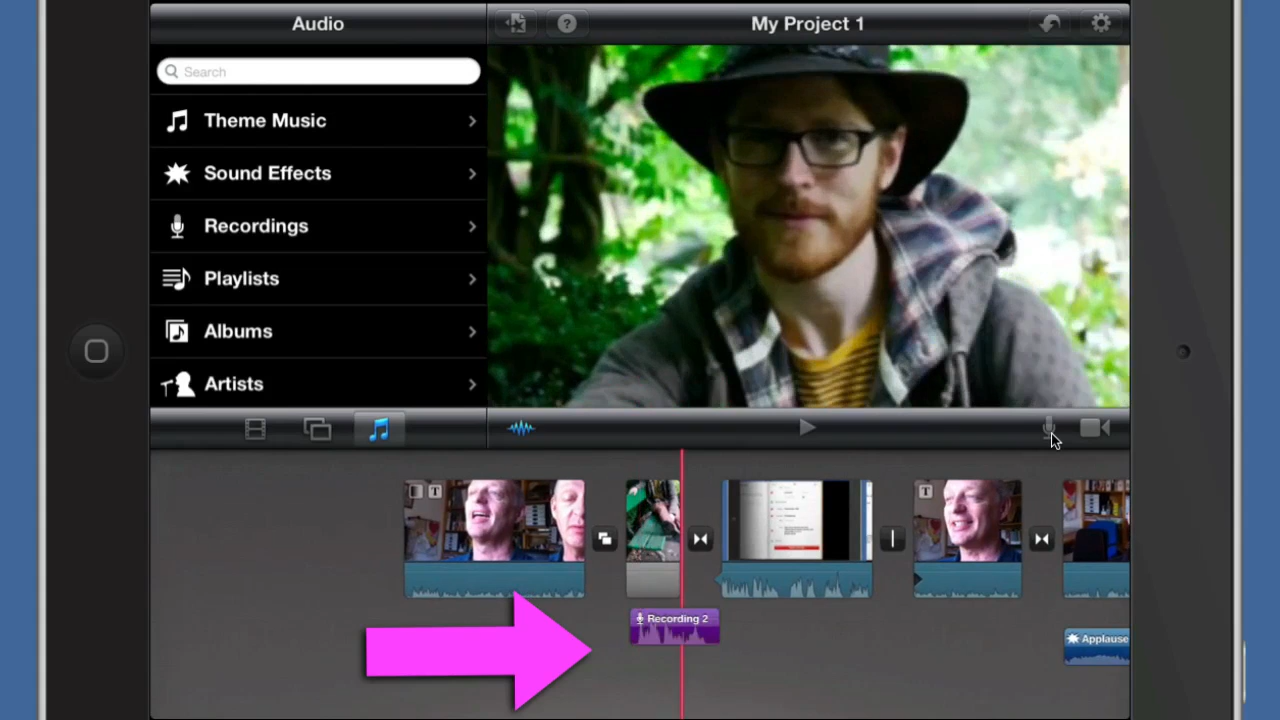 Audio
My Project 1
Search
Theme Music
Sound Effects
Recordings
Playlists
Albums
Artists
T
T
Recording 2
Applause